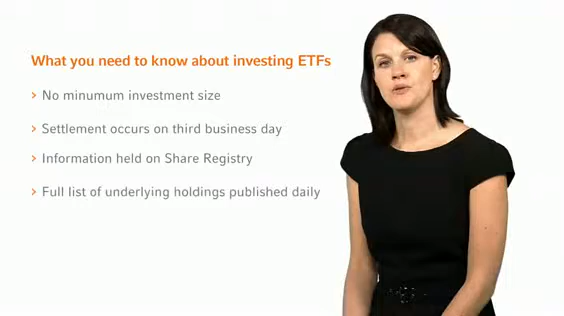 What you need to know about investing ETFs
> No minumum investment size
> Settlement occurs on third business day
> Information held on Share Registry
> Full list of underlying holdings published daily